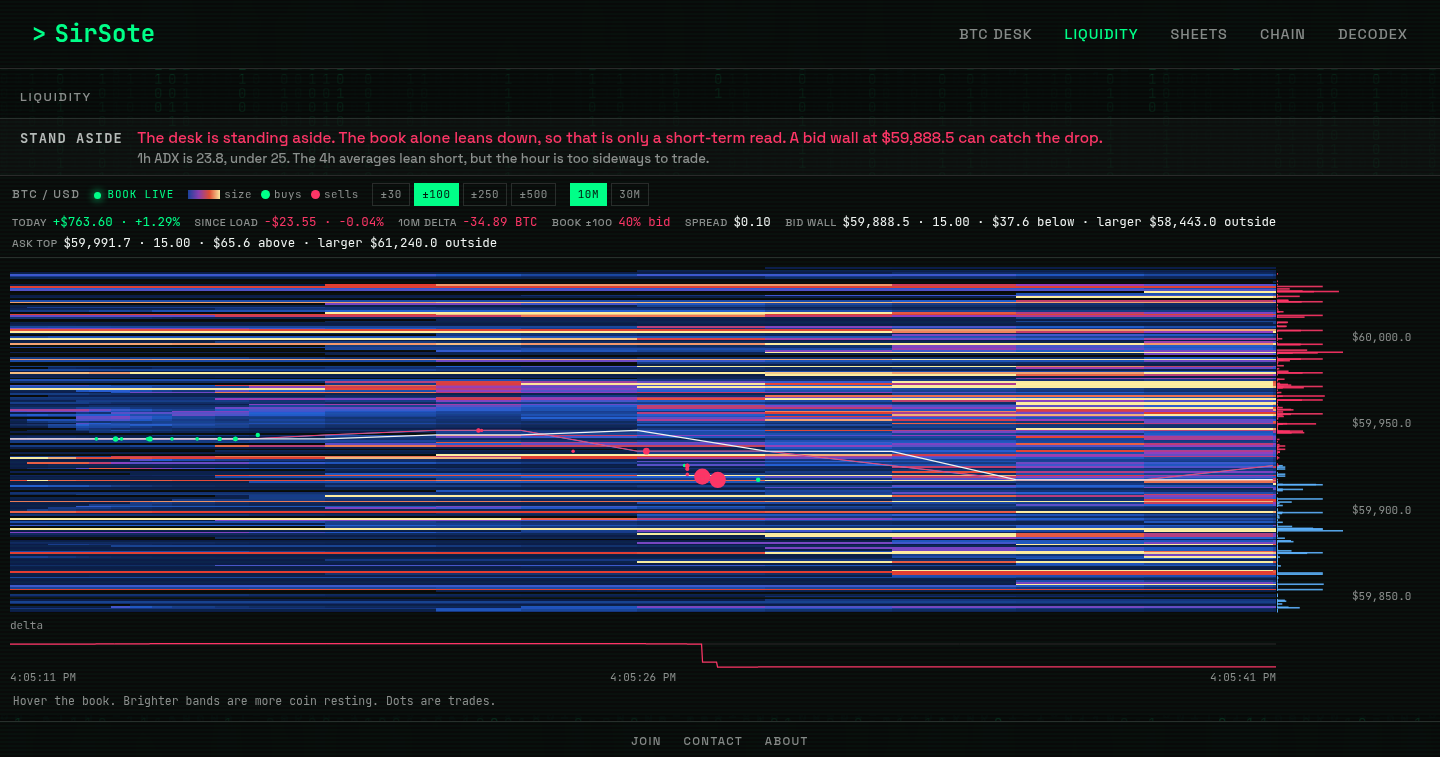 > SirSote
BTC DESK LIQUIDITY SHEETS CHAIN DECODEX
LIQUIDITY
STAND ASIDE The desk is standing aside. The book alone leans down, so that is only a short-term read. A bid wall at $59,888.5 can catch the drop.
1h ADX is 23.8, under 25. The 4h averages lean short, but the hour is too sideways to trade.
BTC / USD BOOK LIVE size buys sells ±30 ±100 ±250 ±500 10M 30M
TODAY +$763.60 · +1.29% SINCE LOAD -$23.55 · -0.04% 10M DELTA -34.89 BTC BOOK ±100 40% bid SPREAD $0.10 BID WALL $59,888.5 · 15.00 · $37.6 below · larger $58,443.0 outside
ASK TOP $59,991.7 · 15.00 · $65.6 above · larger $61,240.0 outside
$60,000.0
$59,950.0
$59,900.0
$59,850.0
delta
4:05:11 PM 4:05:26 PM 4:05:41 PM
Hover the book. Brighter bands are more coin resting. Dots are trades.
JOIN CONTACT ABOUT